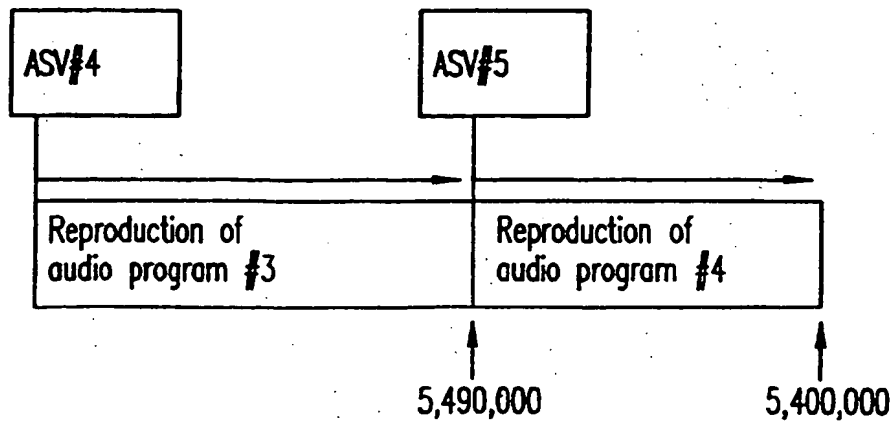 ASV#4
ASV#5
Reproduction of
audio program #3
Reproduction of
audio program #4
5,490,000
5,400,000